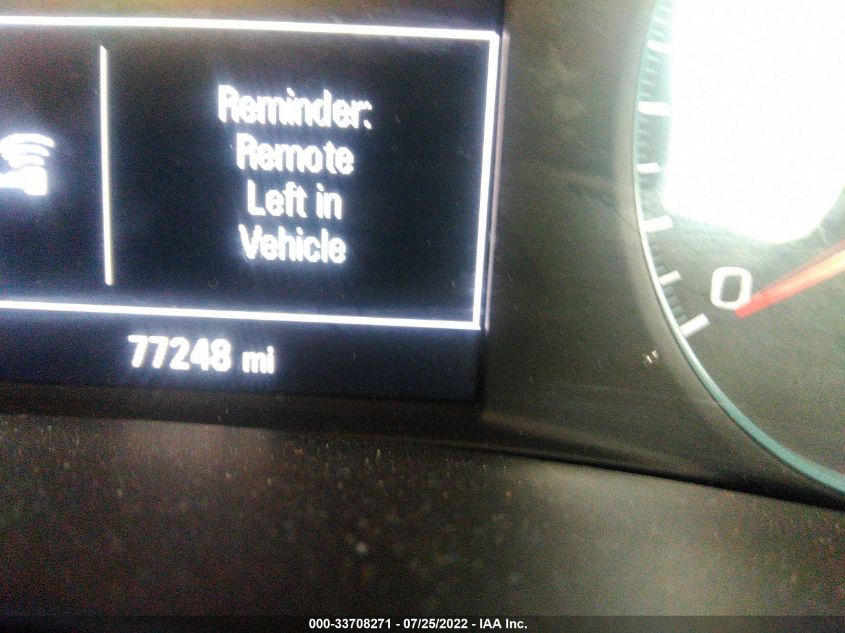 Reminder:
Remote
Left in
Vehicle
77248 mi
0
000-33708271 - 07/25/2022 - IAA Inc.